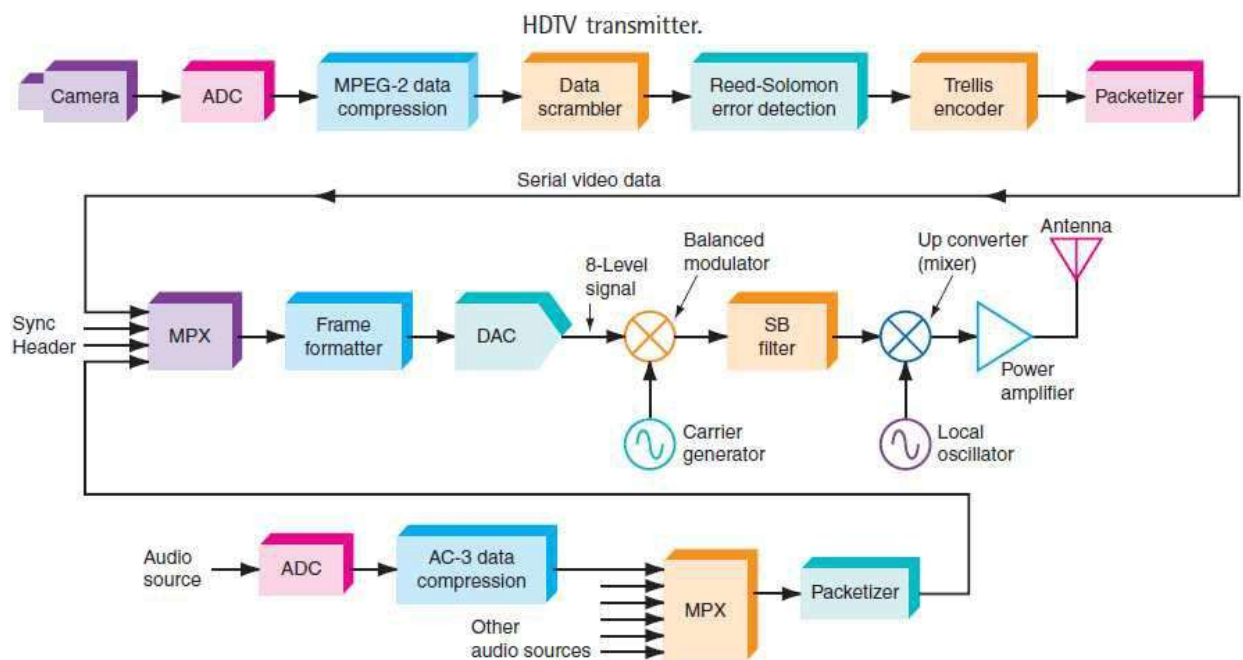 HDTV transmitter.
Camera
ADC
MPEG-2 data
compression
Data
scrambler
Reed-Solomon
error detection
Trellis
encoder
Packetizer
Serial video data
Antenna
Up converter
(mixer)
Balanced
modulator
8-Level
signal
Sync
Header
MPX
Frame
formatter
DAC
SB
filter
Power
amplifier
Carrier
generator
Local
oscillator
Audio
source
ADC
AC-3 data
compression
Other
audio sources
MPX
Packetizer